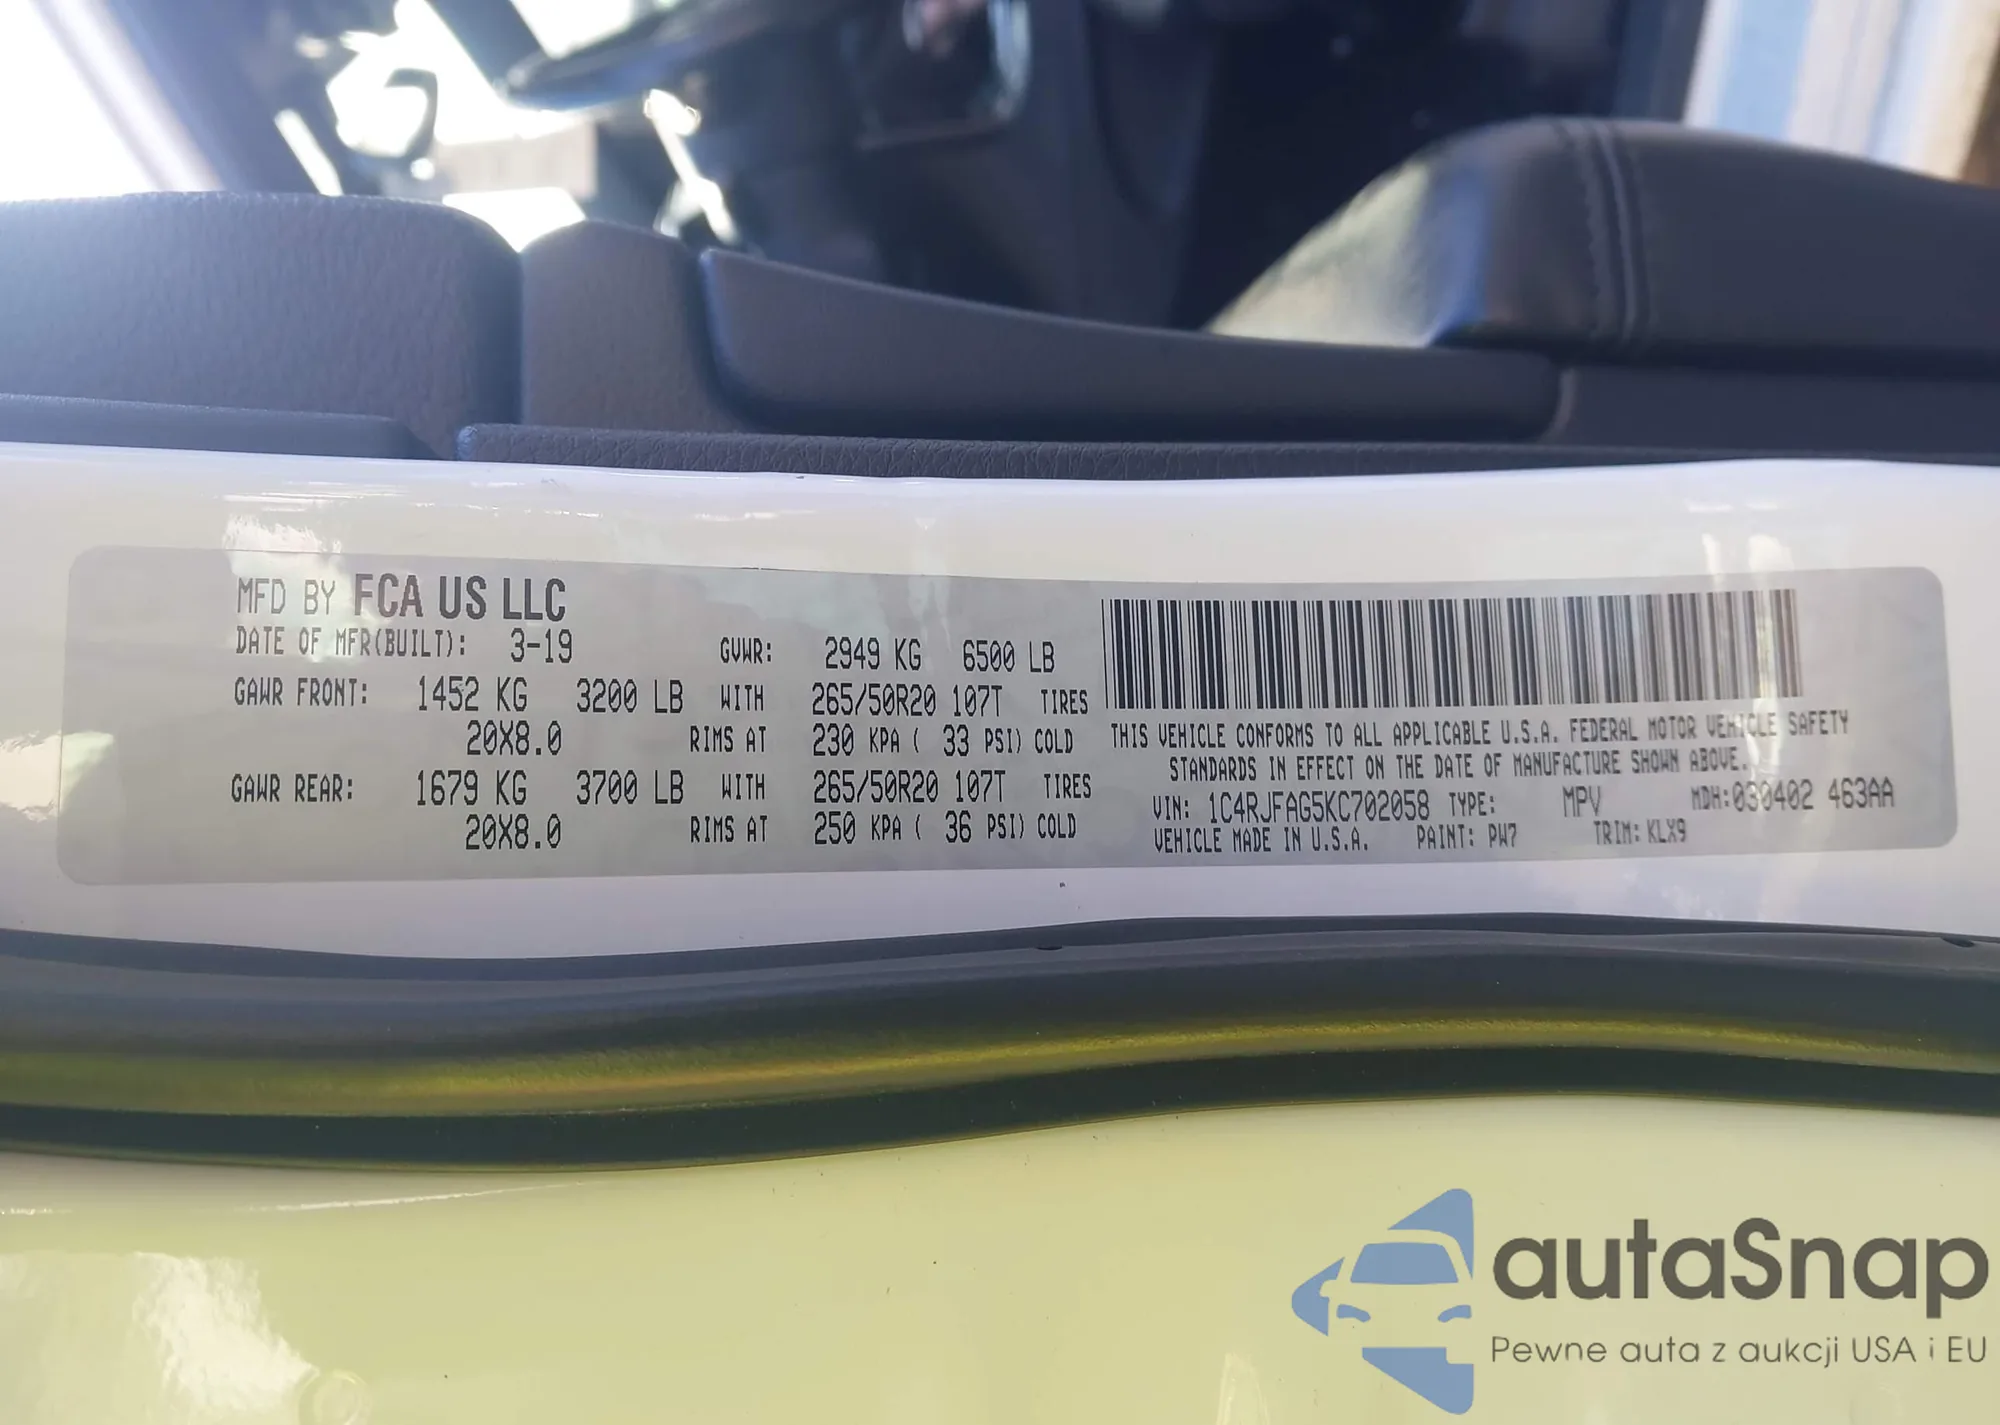 MFD BY FCA US LLC
DATE OF MFR(BUILT): 3-19 GVWR: 2949 KG 6500 LB
GAWR FRONT: 1452 KG 3200 LB WITH 265/50R20 107T TIRES
20X8.0 RIMS AT 230 KPA ( 33 PSI) COLD
GAWR REAR: 1679 KG 3700 LB WITH 265/50R20 107T TIRES
20X8.0 RIMS AT 250 KPA ( 36 PSI) COLD
THIS VEHICLE CONFORMS TO ALL APPLICABLE U.S.A. FEDERAL MOTOR VEHICLE SAFETY
STANDARDS IN EFFECT ON THE DATE OF MANUFACTURE SHOWN ABOVE.
VIN: 1C4RJFAG5KC702058 TYPE: MPV MDH:030402 463AA
VEHICLE MADE IN U.S.A. PAINT: PW7 TRIM: KLX9
autaSnap
Pewne auta z aukcji USA i EU